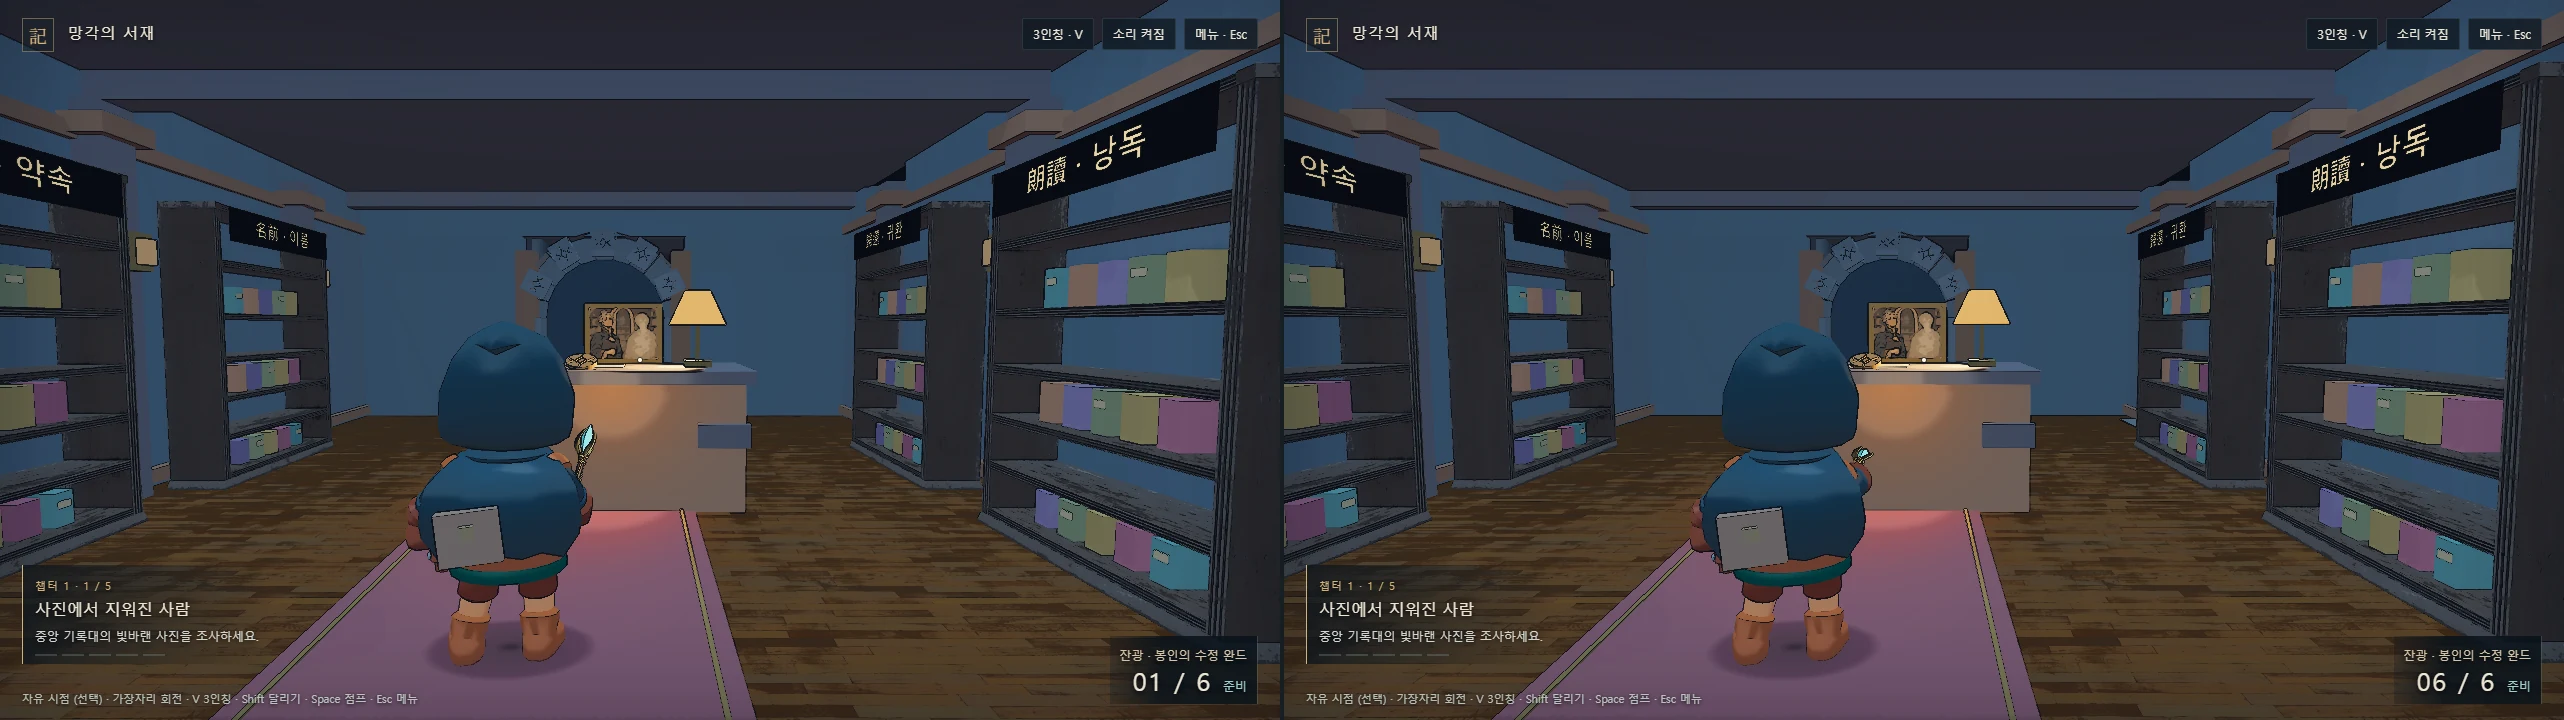 記 망각의 서재
3인칭 · V
소리 켜짐
메뉴 · Esc
약속
名前 · 이름
귀환
朗讀 · 낭독
챕터 1 · 1 / 5
사진에서 지워진 사람
중앙 기록대의 빛바랜 사진을 조사하세요.
잔광 · 봉인의 수정 완드
01 / 6 준비
자유 시점 (선택) · 가장자리 회전 · V 3인칭 · Shift 달리기 · Space 점프 · Esc 메뉴
記 망각의 서재
3인칭 · V
소리 켜짐
메뉴 · Esc
약속
名前 · 이름
귀환
朗讀 · 낭독
챕터 1 · 1 / 5
사진에서 지워진 사람
중앙 기록대의 빛바랜 사진을 조사하세요.
잔광 · 봉인의 수정 완드
06 / 6 준비
자유 시점 (선택) · 가장자리 회전 · V 3인칭 · Shift 달리기 · Space 점프 · Esc 메뉴